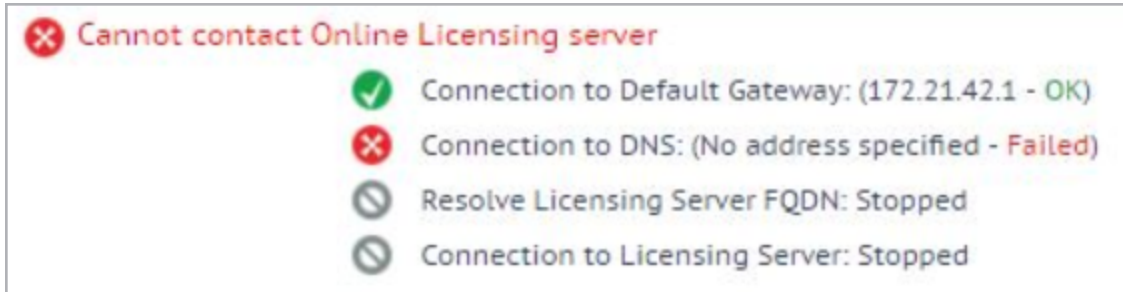 Cannot contact Online Licensing server
Connection to Default Gateway: (172.21.42.1 - OK)
Connection to DNS: (No address specified - Failed)
Resolve Licensing Server FQDN: Stopped
Connection to Licensing Server: Stopped